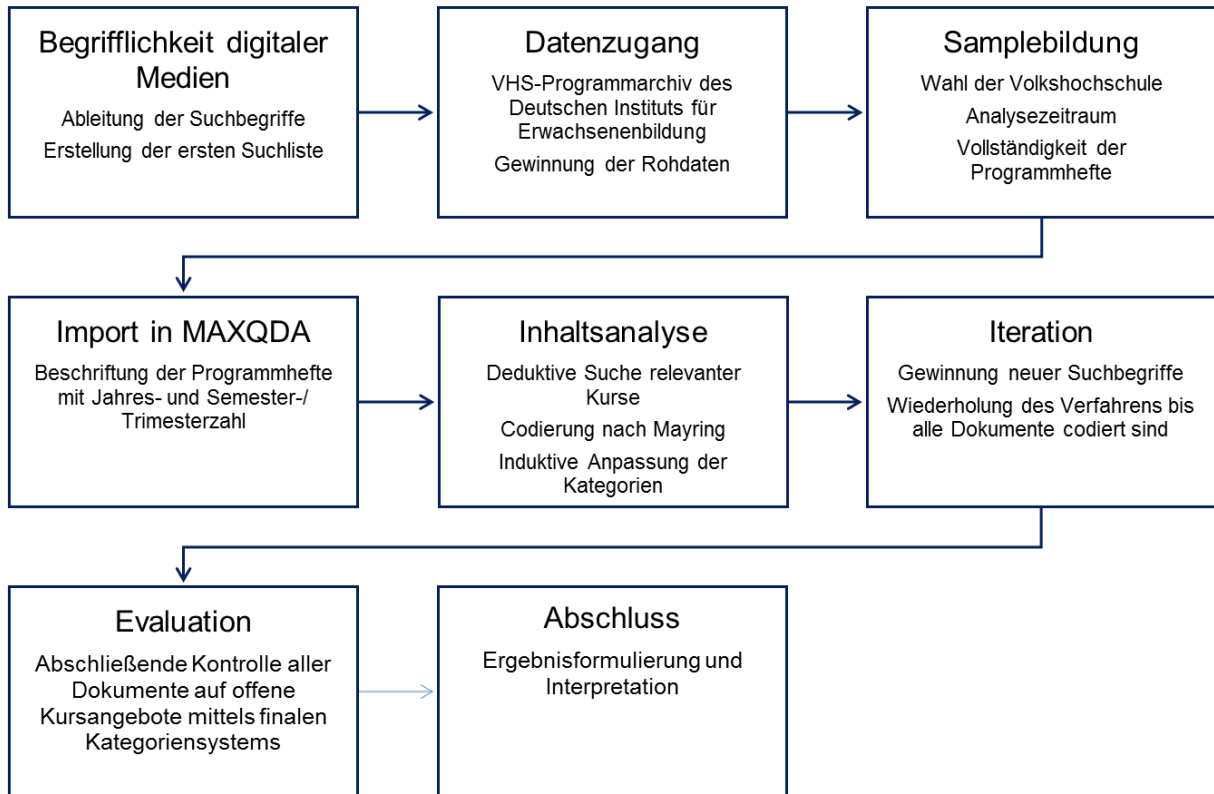 Begrifflichkeit digitaler
Medien
Ableitung der Suchbegriffe
Erstellung der ersten Suchliste
Datenzugang
VHS-Programmarchiv des
Deutschen Instituts für
Erwachsenenbildung
Gewinnung der Rohdaten
Samplebildung
Wahl der Volkshochschule
Analysezeitraum
Vollständigkeit der
Programmhefte
Import in MAXQDA
Beschriftung der Programmhefte
mit Jahres- und Semester-/
Trimesterzahl
Inhaltsanalyse
Deduktive Suche relevanter
Kurse
Codierung nach Mayring
Induktive Anpassung der
Kategorien
Iteration
Gewinnung neuer Suchbegriffe
Wiederholung des Verfahrens bis
alle Dokumente codiert sind
Evaluation
Abschließende Kontrolle aller
Dokumente auf offene
Kursangebote mittels finalen
Kategoriensystems
Abschluss
Ergebnisformulierung und
Interpretation